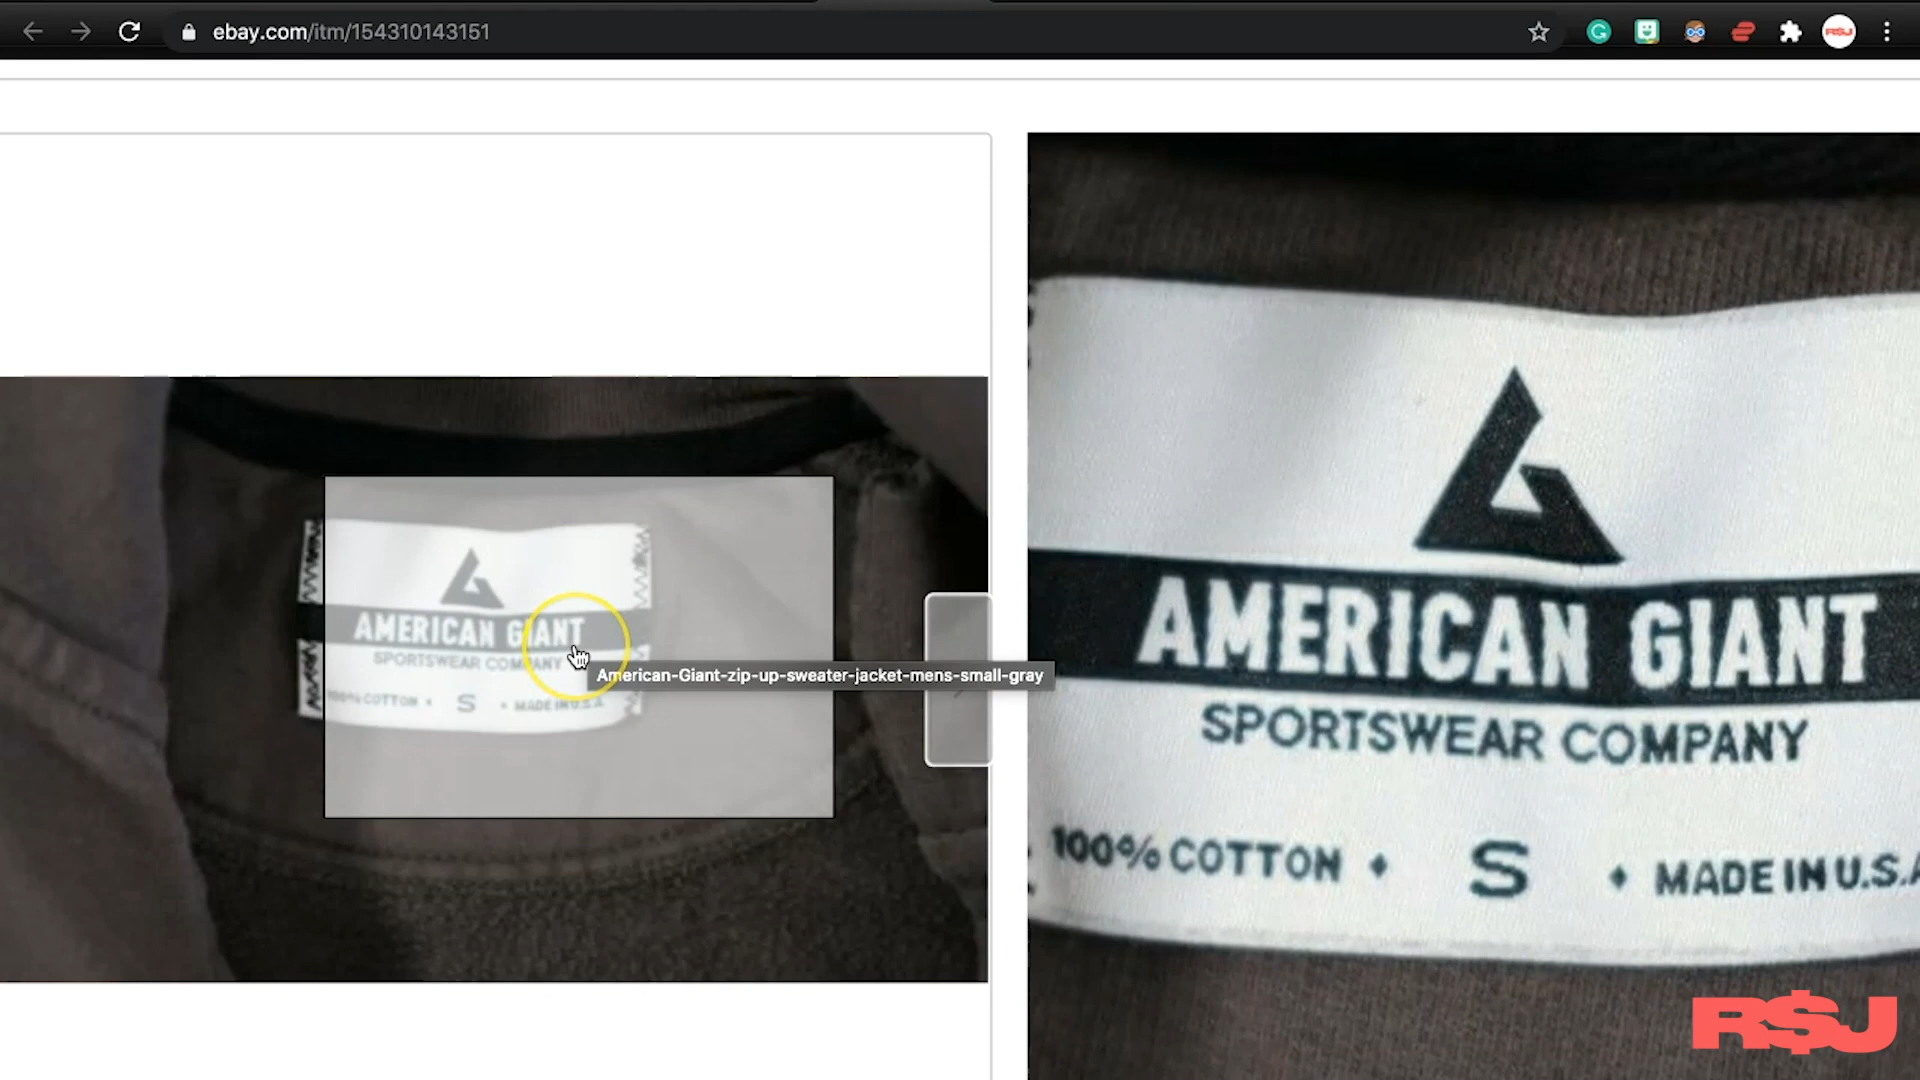 ebay.com/itm/154310143151
AMERICAN GIANT
SPORTSWEAR COMPANY
100% COTTON ♦ S ♦ MADE IN U.S.A
American-Giant-zip-up-sweater-jacket-mens-small-gray
AMERICAN GIANT
SPORTSWEAR COMPANY
100% COTTON ♦ S ♦ MADE IN U.S.A
R$J
RSJ